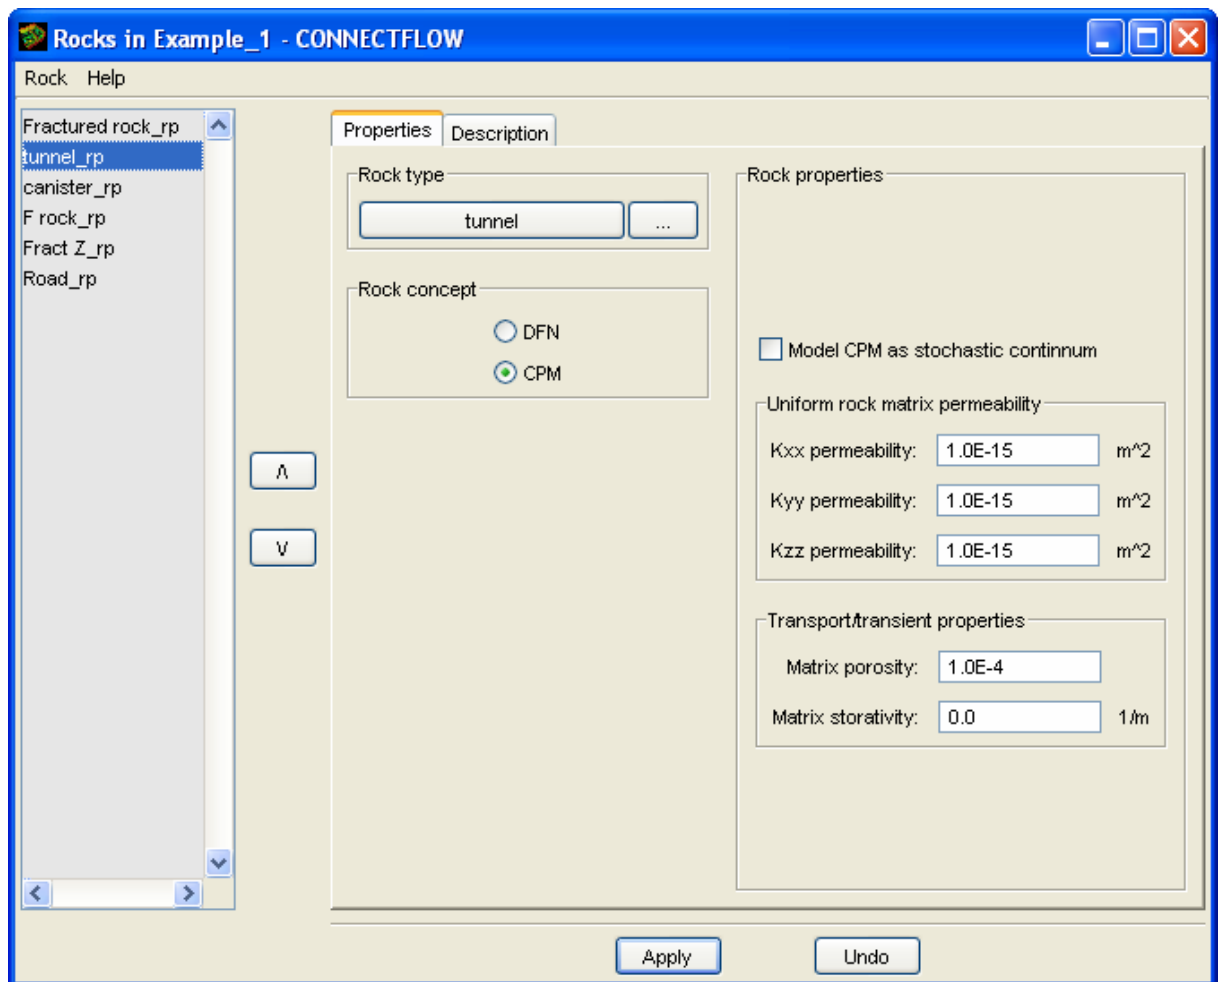 Rocks in Example_1 - CONNECTFLOW
Rock Help
Fractured rock_rp
tunnel_rp
canister_rp
F rock_rp
Fract Z_rp
Road_rp
Λ
V
Properties Description
Rock type
tunnel ...
Rock concept
DFN
CPM
Rock properties
Model CPM as stochastic continnum
Uniform rock matrix permeability
Kxx permeability: 1.0E-15 m^2
Kyy permeability: 1.0E-15 m^2
Kzz permeability: 1.0E-15 m^2
Transport/transient properties
Matrix porosity: 1.0E-4
Matrix storativity: 0.0 1/m
Apply Undo